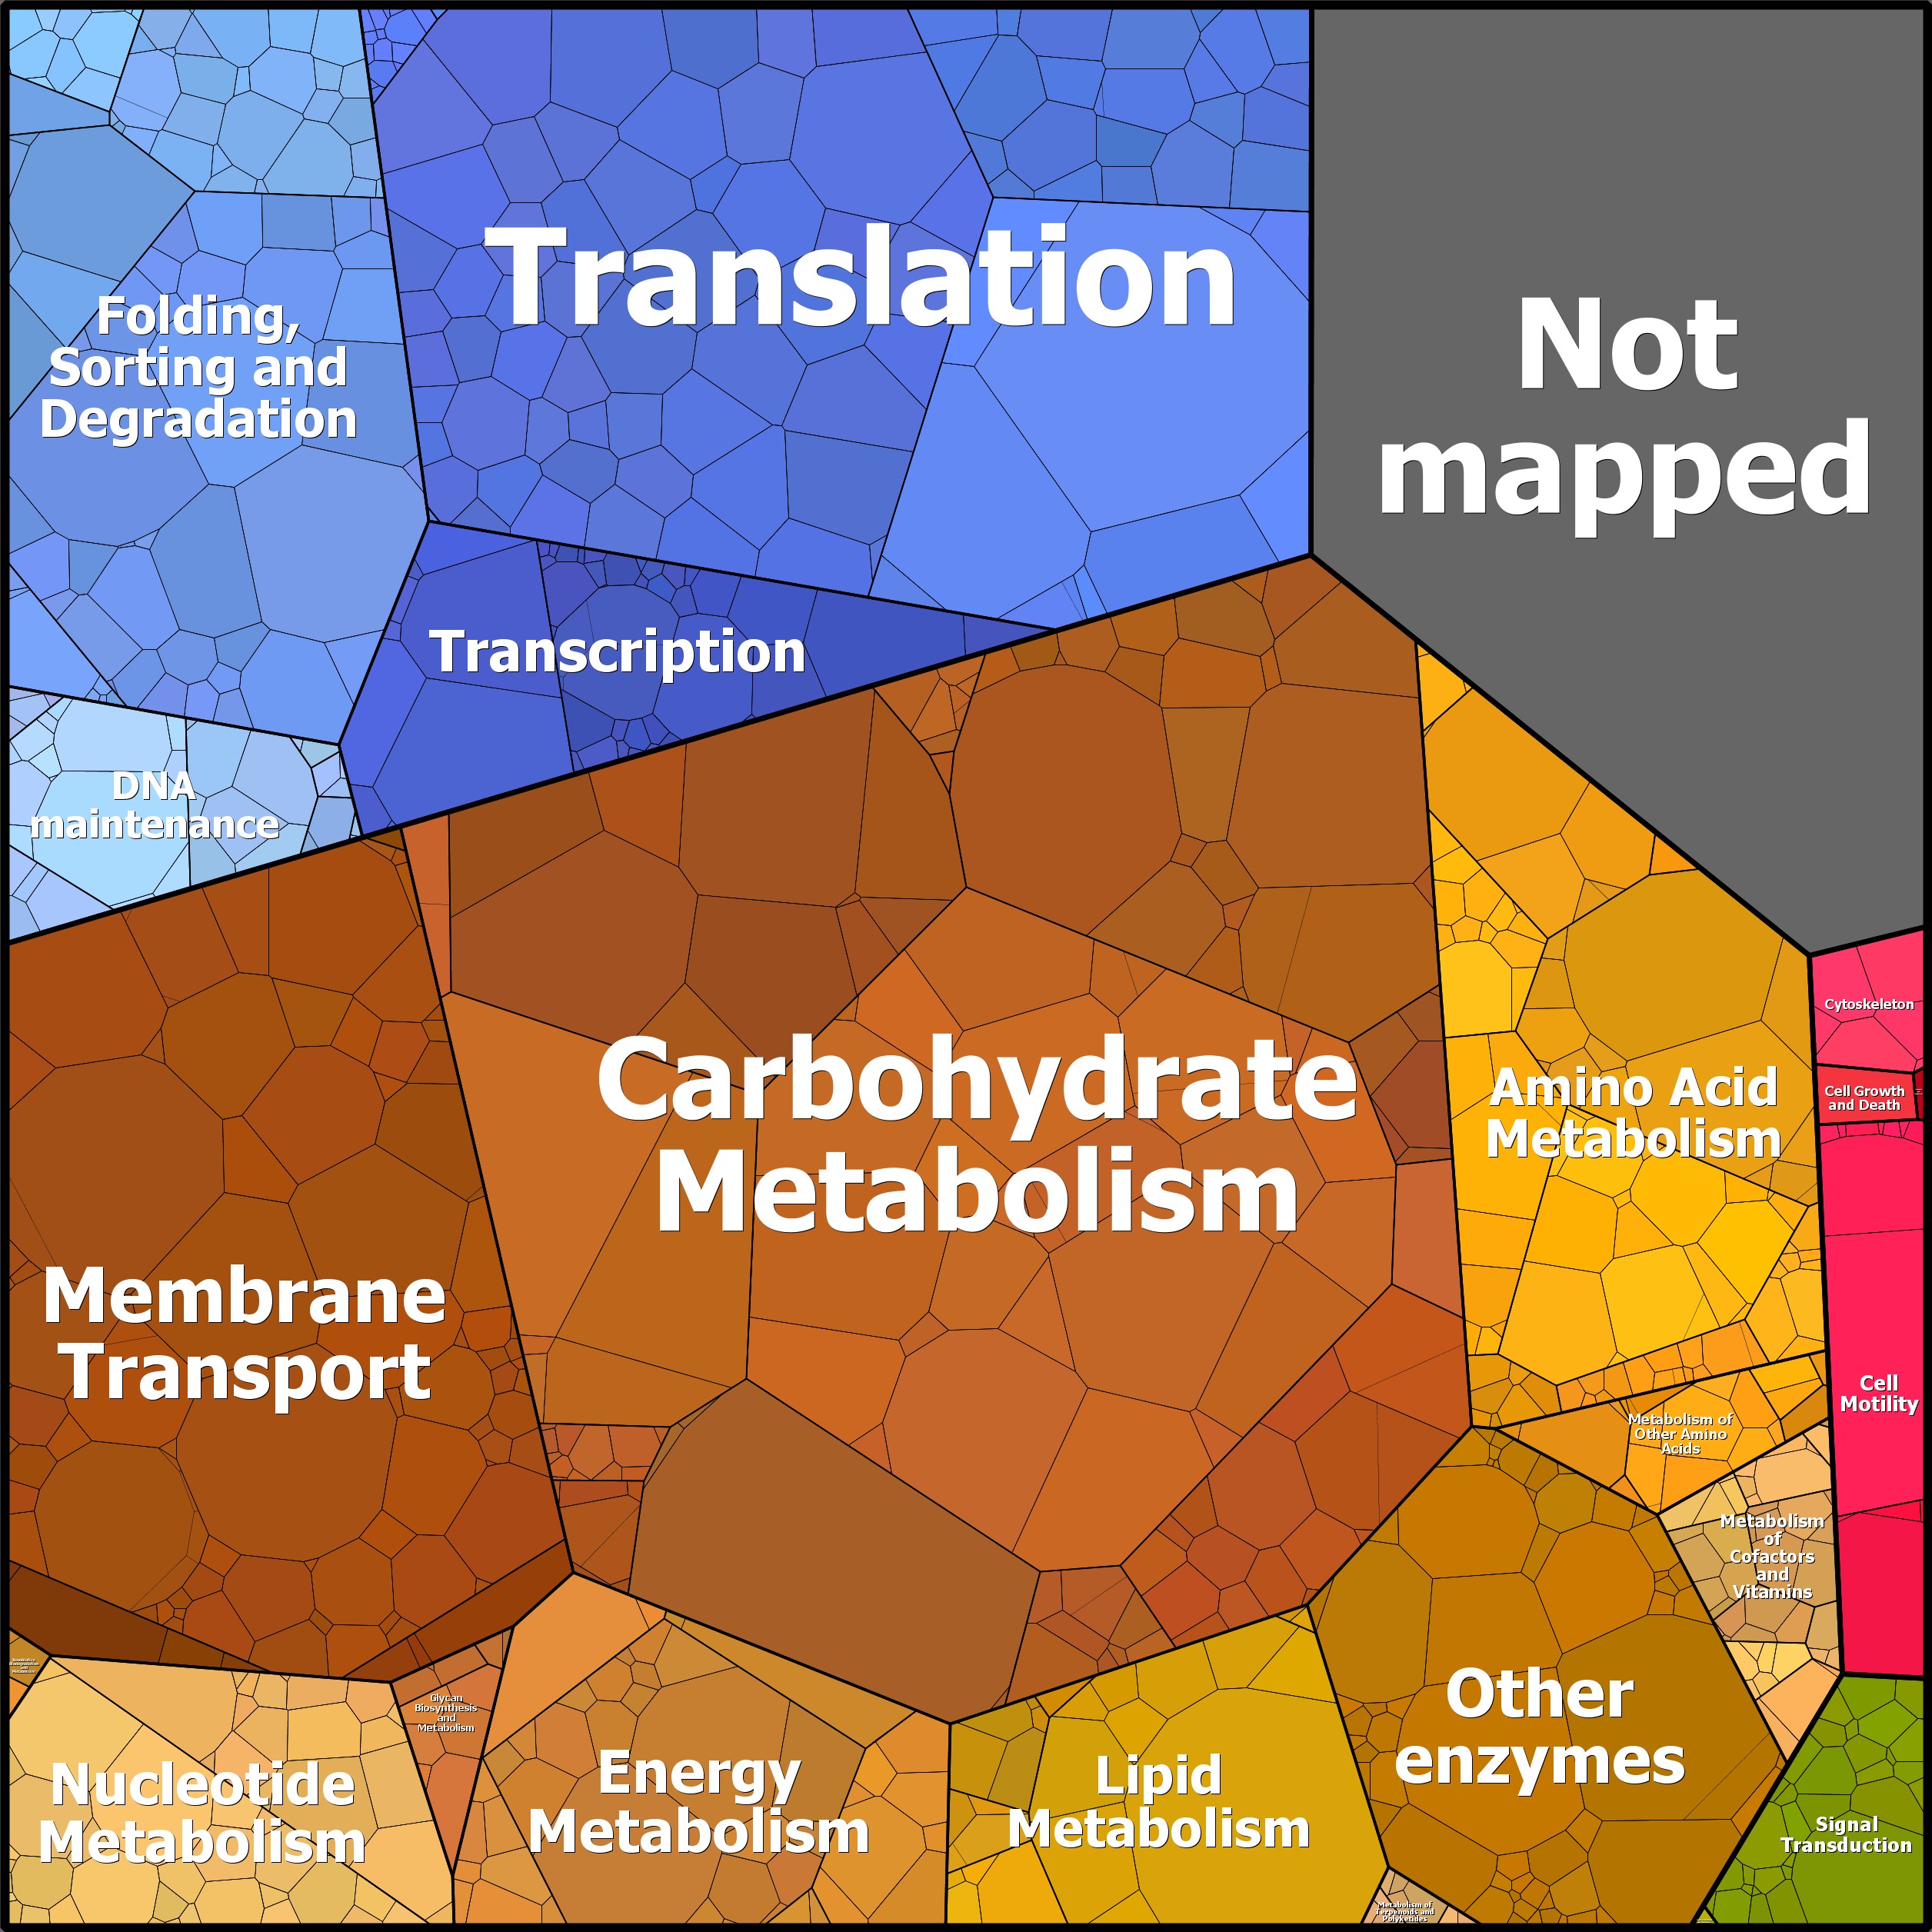 Translation
Not
mapped
Folding,
Sorting and
Degradation
Transcription
DNA
maintenance
Cytoskeleton
Cell Growth
and Death
Carbohydrate
Metabolism
Amino Acid
Metabolism
Membrane
Transport
Cell
Motility
Metabolism of
Other Amino
Acids
Metabolism
of
Cofactors
and
Vitamins
Glycan
Biosynthesis
and
Metabolism
Other
enzymes
Nucleotide
Metabolism
Energy
Metabolism
Lipid
Metabolism
Signal
Transduction
Metabolism of
Terpenoids and
Polyketides